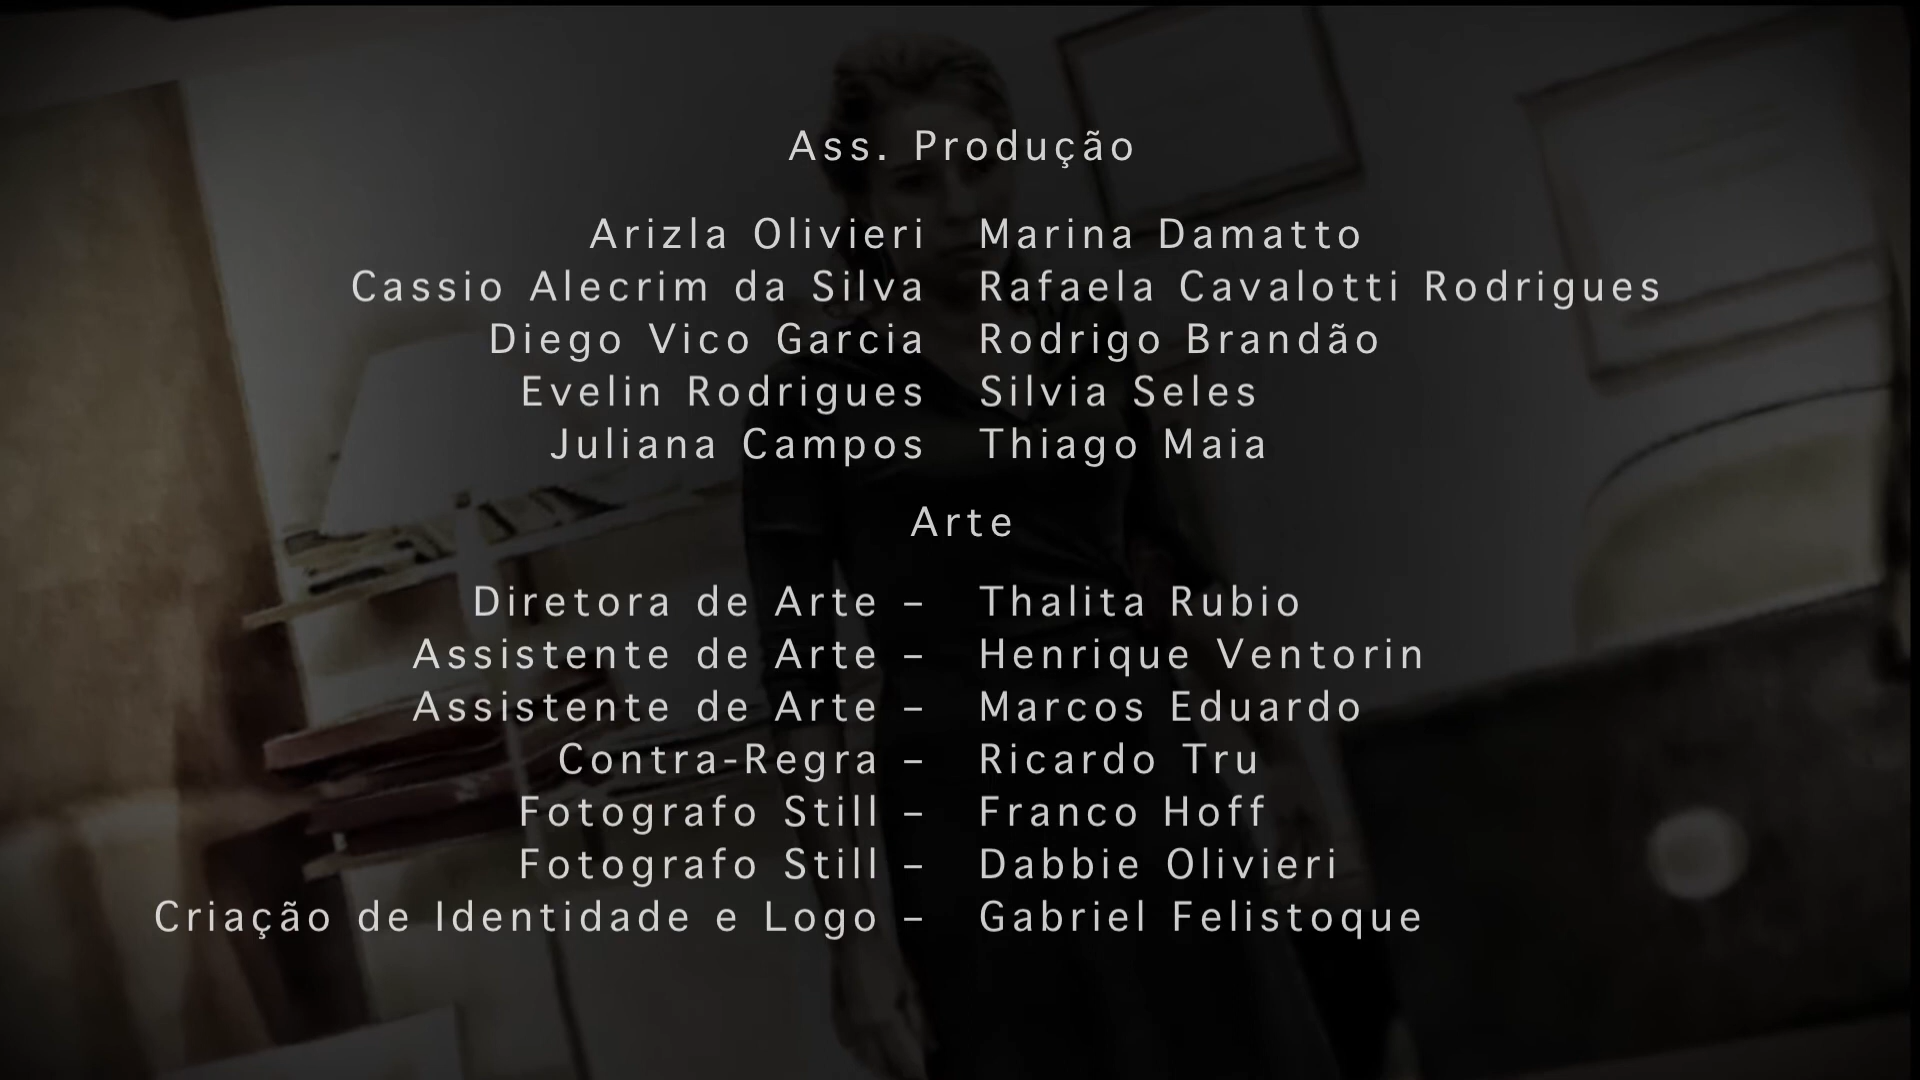 Ass. Produção
Arizla Olivieri Marina Damatto
Cassio Alecrim da Silva Rafaela Cavalotti Rodrigues
Diego Vico Garcia Rodrigo Brandão
Evelin Rodrigues Silvia Seles
Juliana Campos Thiago Maia
Arte
Diretora de Arte – Thalita Rubio
Assistente de Arte – Henrique Ventorin
Assistente de Arte – Marcos Eduardo
Contra-Regra – Ricardo Tru
Fotografo Still – Franco Hoff
Fotografo Still – Dabbie Olivieri
Criação de Identidade e Logo – Gabriel Felistoque